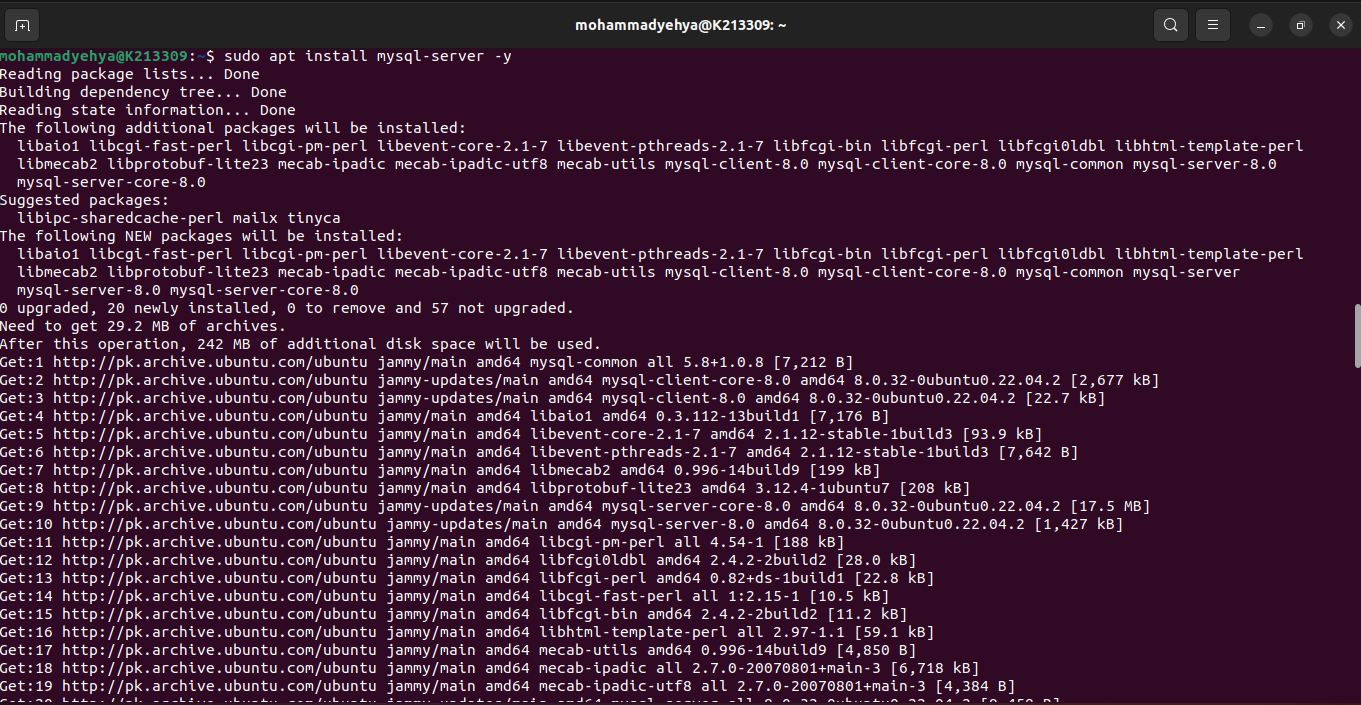 mohammadyehya@K213309: ~
mohammadyehya@K213309:~$ sudo apt install mysql-server -y
Reading package lists... Done
Building dependency tree... Done
Reading state information... Done
The following additional packages will be installed:
  libaio1 libcgi-fast-perl libcgi-pm-perl libevent-core-2.1-7 libevent-pthreads-2.1-7 libfcgi-bin libfcgi-perl libfcgi0ldbl libhtml-template-perl
  libmecab2 libprotobuf-lite23 mecab-ipadic mecab-ipadic-utf8 mecab-utils mysql-client-8.0 mysql-client-core-8.0 mysql-common mysql-server-8.0
  mysql-server-core-8.0
Suggested packages:
  libipc-sharedcache-perl mailx tinyca
The following NEW packages will be installed:
  libaio1 libcgi-fast-perl libcgi-pm-perl libevent-core-2.1-7 libevent-pthreads-2.1-7 libfcgi-bin libfcgi-perl libfcgi0ldbl libhtml-template-perl
  libmecab2 libprotobuf-lite23 mecab-ipadic mecab-ipadic-utf8 mecab-utils mysql-client-8.0 mysql-client-core-8.0 mysql-common mysql-server
  mysql-server-8.0 mysql-server-core-8.0
0 upgraded, 20 newly installed, 0 to remove and 57 not upgraded.
Need to get 29.2 MB of archives.
After this operation, 242 MB of additional disk space will be used.
Get:1 http://pk.archive.ubuntu.com/ubuntu jammy/main amd64 mysql-common all 5.8+1.0.8 [7,212 B]
Get:2 http://pk.archive.ubuntu.com/ubuntu jammy-updates/main amd64 mysql-client-core-8.0 amd64 8.0.32-0ubuntu0.22.04.2 [2,677 kB]
Get:3 http://pk.archive.ubuntu.com/ubuntu jammy-updates/main amd64 mysql-client-8.0 amd64 8.0.32-0ubuntu0.22.04.2 [22.7 kB]
Get:4 http://pk.archive.ubuntu.com/ubuntu jammy/main amd64 libaio1 amd64 0.3.112-13build1 [7,176 B]
Get:5 http://pk.archive.ubuntu.com/ubuntu jammy/main amd64 libevent-core-2.1-7 amd64 2.1.12-stable-1build3 [93.9 kB]
Get:6 http://pk.archive.ubuntu.com/ubuntu jammy/main amd64 libevent-pthreads-2.1-7 amd64 2.1.12-stable-1build3 [7,642 B]
Get:7 http://pk.archive.ubuntu.com/ubuntu jammy/main amd64 libmecab2 amd64 0.996-14build9 [199 kB]
Get:8 http://pk.archive.ubuntu.com/ubuntu jammy/main amd64 libprotobuf-lite23 amd64 3.12.4-1ubuntu7 [208 kB]
Get:9 http://pk.archive.ubuntu.com/ubuntu jammy-updates/main amd64 mysql-server-core-8.0 amd64 8.0.32-0ubuntu0.22.04.2 [17.5 MB]
Get:10 http://pk.archive.ubuntu.com/ubuntu jammy-updates/main amd64 mysql-server-8.0 amd64 8.0.32-0ubuntu0.22.04.2 [1,427 kB]
Get:11 http://pk.archive.ubuntu.com/ubuntu jammy/main amd64 libcgi-pm-perl all 4.54-1 [188 kB]
Get:12 http://pk.archive.ubuntu.com/ubuntu jammy/main amd64 libfcgi0ldbl amd64 2.4.2-2build2 [28.0 kB]
Get:13 http://pk.archive.ubuntu.com/ubuntu jammy/main amd64 libfcgi-perl amd64 0.82+ds-1build1 [22.8 kB]
Get:14 http://pk.archive.ubuntu.com/ubuntu jammy/main amd64 libcgi-fast-perl all 1:2.15-1 [10.5 kB]
Get:15 http://pk.archive.ubuntu.com/ubuntu jammy/main amd64 libfcgi-bin amd64 2.4.2-2build2 [11.2 kB]
Get:16 http://pk.archive.ubuntu.com/ubuntu jammy/main amd64 libhtml-template-perl all 2.97-1.1 [59.1 kB]
Get:17 http://pk.archive.ubuntu.com/ubuntu jammy/main amd64 mecab-utils amd64 0.996-14build9 [4,850 B]
Get:18 http://pk.archive.ubuntu.com/ubuntu jammy/main amd64 mecab-ipadic all 2.7.0-20070801+main-3 [6,718 kB]
Get:19 http://pk.archive.ubuntu.com/ubuntu jammy/main amd64 mecab-ipadic-utf8 all 2.7.0-20070801+main-3 [4,384 B]